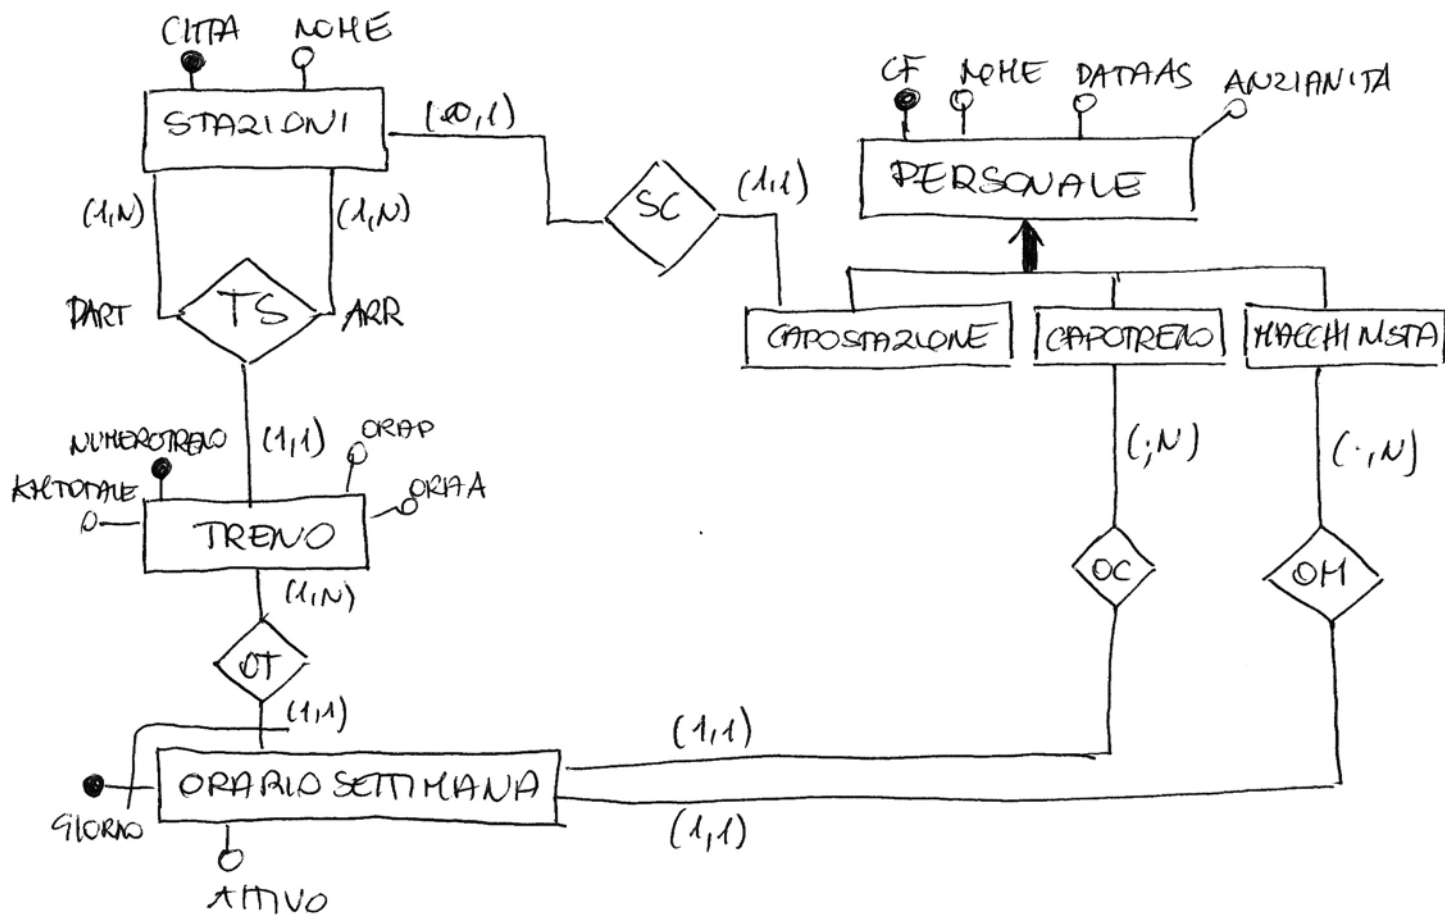 CITTA NOME
STAZIONI
(0,1)
CF NOME DATAAS ANZIANITA
PERSONALE
SC
(1,1)
(1,N) (1,N)
PART TS ARR
CAPOSTAZIONE CAPOTRENO MACCHINISTA
NUMEROTRENO (1,1) ORAP
KMTOTALE ORAA
TRENO
(1,N)
(;N) (·,N)
OC OM
OT
(1,1)
(1,1)
ORARIO SETTIMANA
GIORNO
(1,1)
ATTIVO